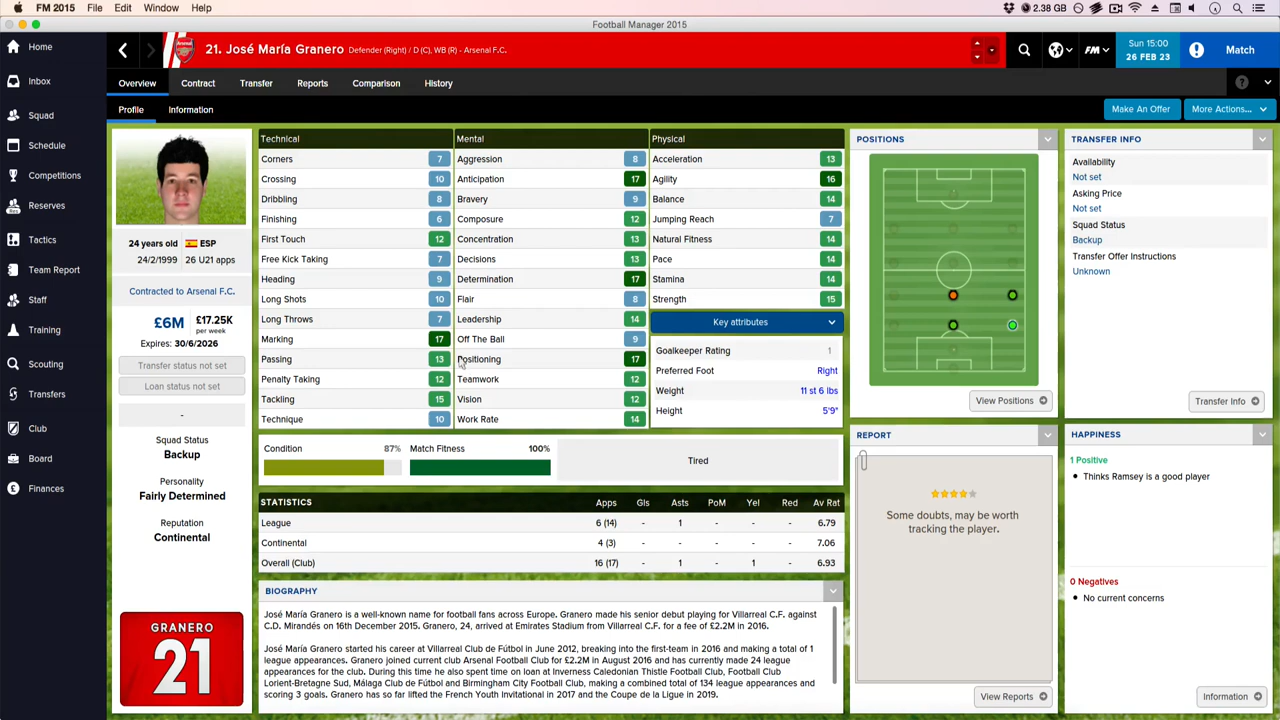 FM 2015 File Edit Window Help 2.38 GB
Football Manager 2015
Home
Inbox
Squad
Schedule
Competitions
Res Reserves
Tactics
Team Report
Staff
Training
Scouting
Transfers
Club
Board
Finances
21. José María Granero Defender (Right) / D (C), WB (R) - Arsenal F.C.
FM
Sun 15:00
26 FEB 23
Match
Overview Contract Transfer Reports Comparison History
Profile Information
Make An Offer More Actions...
24 years old ESP
24/2/1999 26 U21 apps
Contracted to Arsenal F.C.
£6M £17.25K
per week
Expires: 30/6/2026
Transfer status not set
Loan status not set
-
Squad Status
Backup
Personality
Fairly Determined
Reputation
Continental
GRANERO
21
Technical
Corners 7
Crossing 10
Dribbling 8
Finishing 6
First Touch 12
Free Kick Taking 7
Heading 9
Long Shots 10
Long Throws 7
Marking 17
Passing 13
Penalty Taking 12
Tackling 15
Technique 10
Mental
Aggression 8
Anticipation 17
Bravery 9
Composure 12
Concentration 13
Decisions 13
Determination 17
Flair 8
Leadership 14
Off The Ball 9
Positioning 17
Teamwork 12
Vision 12
Work Rate 14
Physical
Acceleration 13
Agility 16
Balance 14
Jumping Reach 7
Natural Fitness 14
Pace 14
Stamina 14
Strength 15
Key attributes
Goalkeeper Rating 1
Preferred Foot Right
Weight 11 st 6 lbs
Height 5'9"
Condition 87% Match Fitness 100%
Tired
STATISTICS Apps Gls Asts PoM Yel Red Av Rat
League 6 (14) - 1 - - - 6.79
Continental 4 (3) - - - - - 7.06
Overall (Club) 16 (17) - 1 - 1 - 6.93
BIOGRAPHY
José María Granero is a well-known name for football fans across Europe. Granero made his senior debut playing for Villarreal C.F. against
C.D. Mirandés on 16th December 2015. Granero, 24, arrived at Emirates Stadium from Villarreal C.F. for a fee of £2.2M in 2016.
José María Granero started his career at Villarreal Club de Fútbol in June 2012, breaking into the first-team in 2016 and making a total of 1
league appearances. Granero joined current club Arsenal Football Club for £2.2M in August 2016 and has currently made 24 league
appearances for the club. During this time he also spent time on loan at Inverness Caledonian Thistle Football Club, Football Club
Lorient-Bretagne Sud, Málaga Club de Fútbol and Birmingham City Football Club, making a combined total of 134 league appearances and
scoring 3 goals. Granero has so far lifted the French Youth Invitational in 2017 and the Coupe de la Ligue in 2019.
POSITIONS
View Positions
REPORT
Some doubts, may be worth
tracking the player.
View Reports
TRANSFER INFO
Availability
Not set
Asking Price
Not set
Squad Status
Backup
Transfer Offer Instructions
Unknown
Transfer Info
HAPPINESS
1 Positive
Thinks Ramsey is a good player
0 Negatives
No current concerns
Information